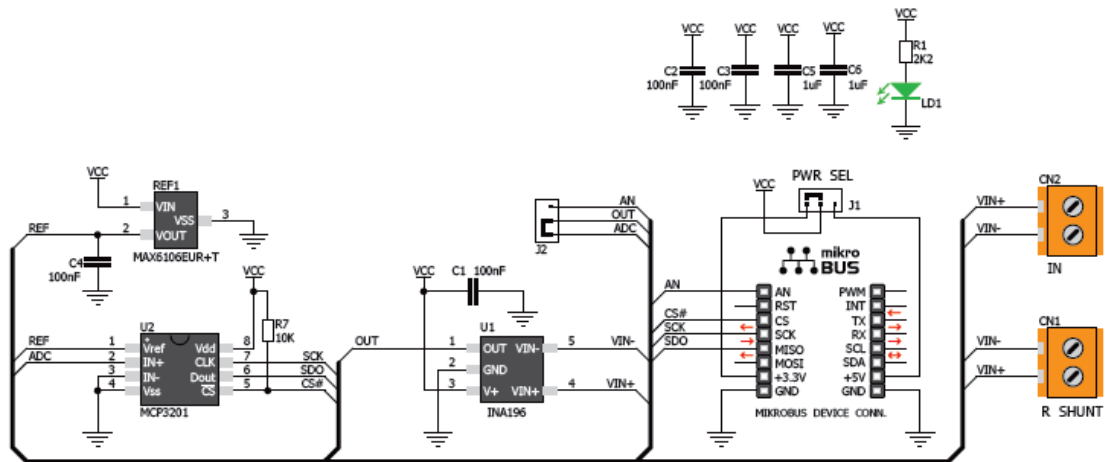 VCC
VCC
VCC
VCC
VCC
C2
100nF
C3
100nF
C5
1uF
C6
1uF
R1
2K2
LD1
VCC
REF1
1
VIN
VSS
3
REF
2
VOUT
MAX6106EUR+T
C4
100nF
VCC
R7
10K
U2
REF
1
Vref
Vdd
8
ADC
2
IN+
CLK
7
SCK
3
IN-
Dout
6
SDO
4
Vss
CS
5
CS#
MCP3201
VCC
C1
100nF
U1
OUT
1
OUT
VIN-
5
VIN-
2
GND
3
V+
VIN+
4
VIN+
INA196
AN
OUT
ADC
J2
VCC
PWR SEL
J1
mikro
BUS
AN
AN
PWM
RST
INT
CS#
CS
TX
SCK
SCK
RX
SDO
MISO
SCL
MOSI
SDA
+3.3V
+5V
GND
GND
MIKROBUS DEVICE CONN.
CN2
VIN+
VIN-
IN
CN1
VIN-
VIN+
R SHUNT